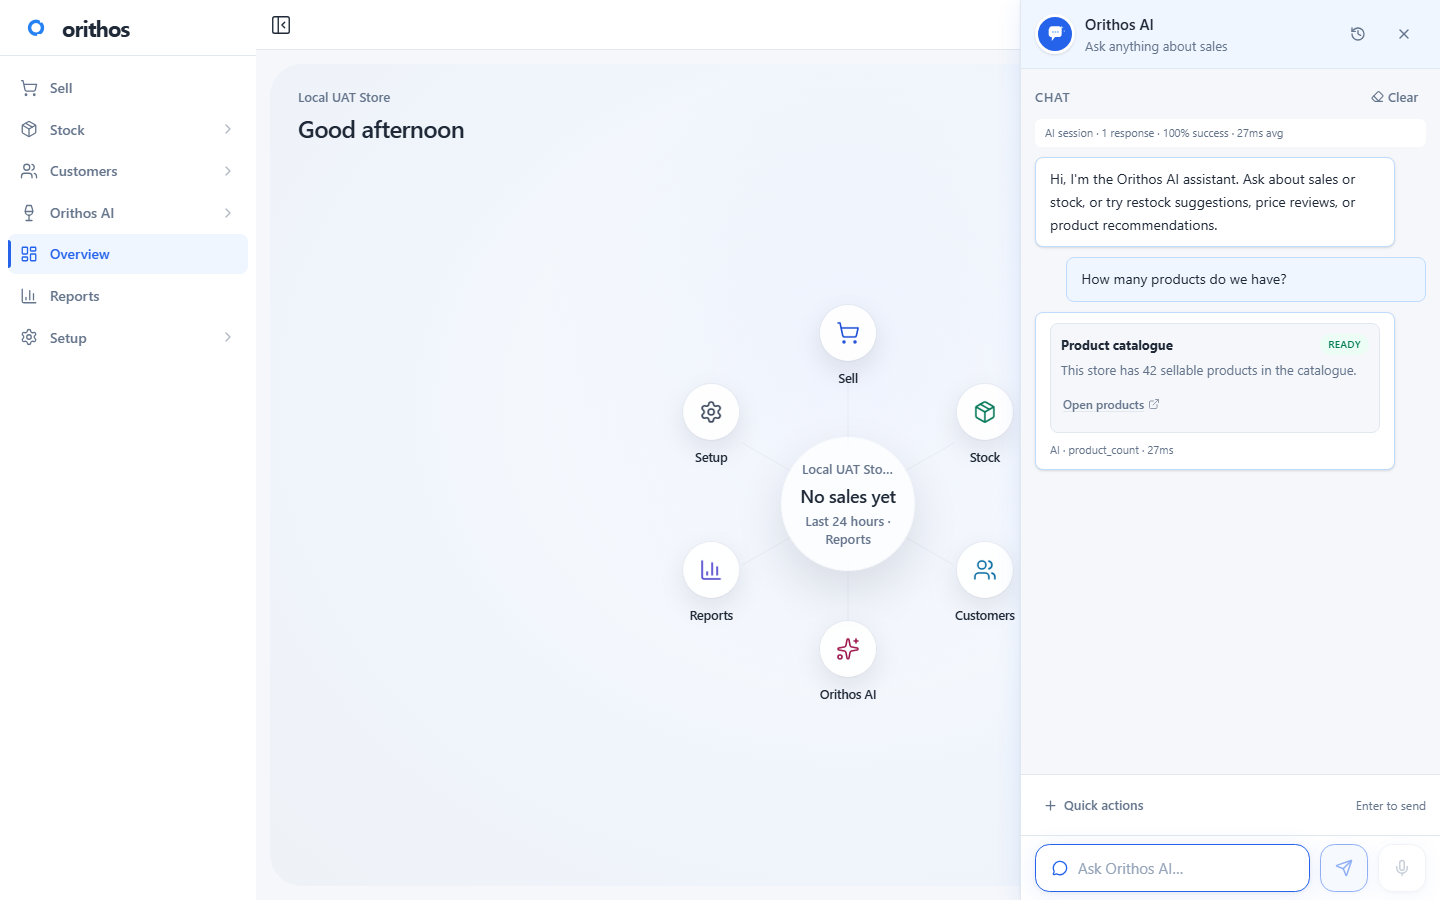 orithos
Sell
Stock
Customers
Orithos AI
Overview
Reports
Setup
Local UAT Store
Good afternoon
Sell
Setup
Stock
Local UAT Sto...
No sales yet
Last 24 hours ·
Reports
Reports
Customers
Orithos AI
Orithos AI
Ask anything about sales
CHAT
Clear
AI session · 1 response · 100% success · 27ms avg
Hi, I'm the Orithos AI assistant. Ask about sales or
stock, or try restock suggestions, price reviews, or
product recommendations.
How many products do we have?
Product catalogue
READY
This store has 42 sellable products in the catalogue.
Open products
AI · product_count · 27ms
Quick actions
Enter to send
Ask Orithos AI...